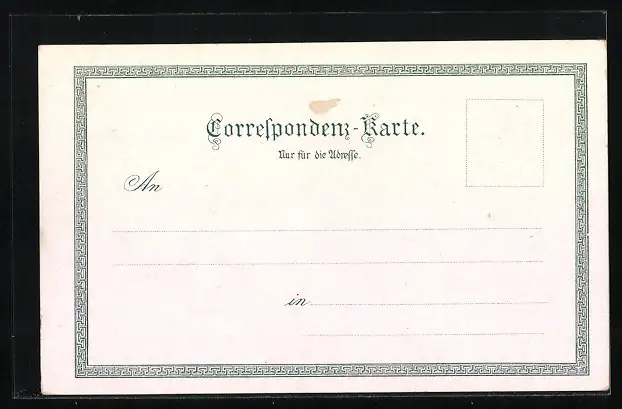 Correſpondenz-Karte.
Nur für die Adreſſe.
An
in